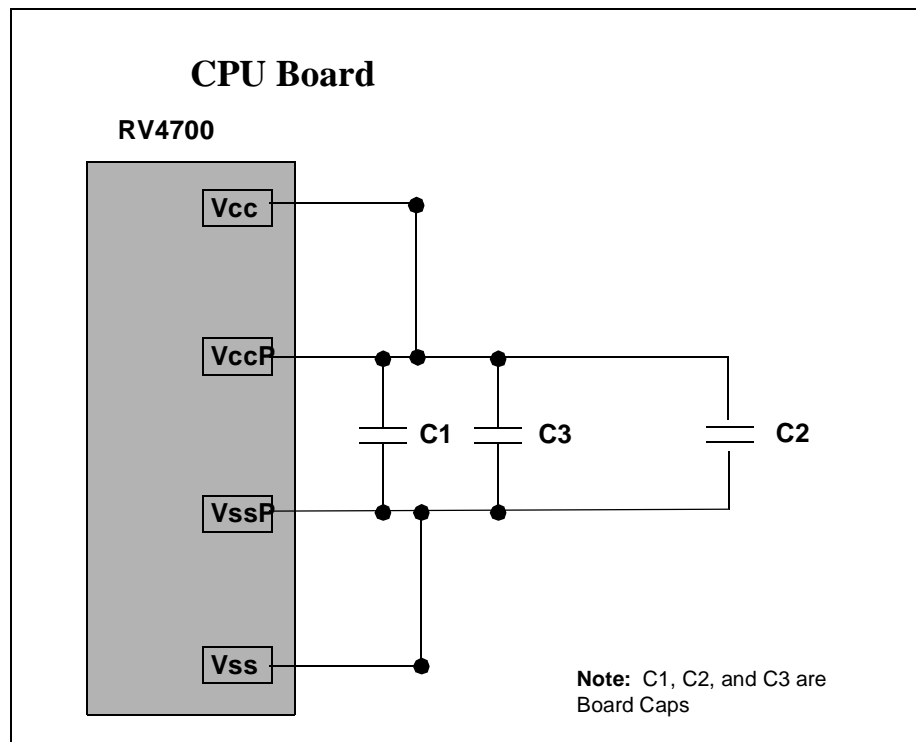 CPU Board
RV4700
Vcc
VccP
C1
C3
C2
VssP
Vss
Note: C1, C2, and C3 are
Board Caps